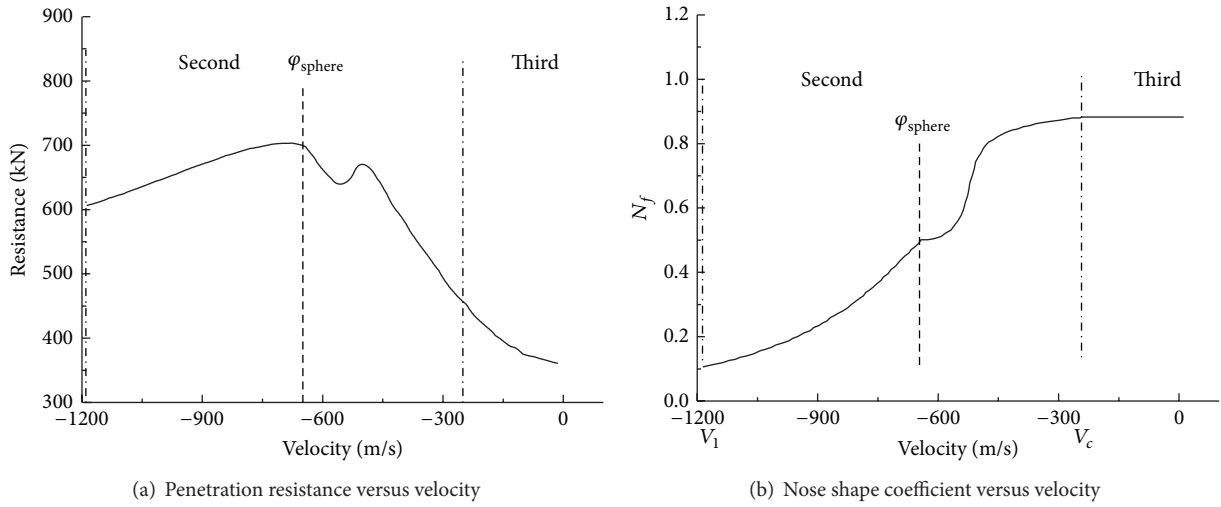 900
800
700
600
500
400
300
Resistance (kN)
Second
φsphere
Third
−1200
−900
−600
−300
0
Velocity (m/s)
(a) Penetration resistance versus velocity
1.2
1.0
0.8
0.6
0.4
0.2
0.0
Nf
Second
φsphere
Third
−1200
−900
−600
−300
0
V1
Velocity (m/s)
Vc
(b) Nose shape coefficient versus velocity